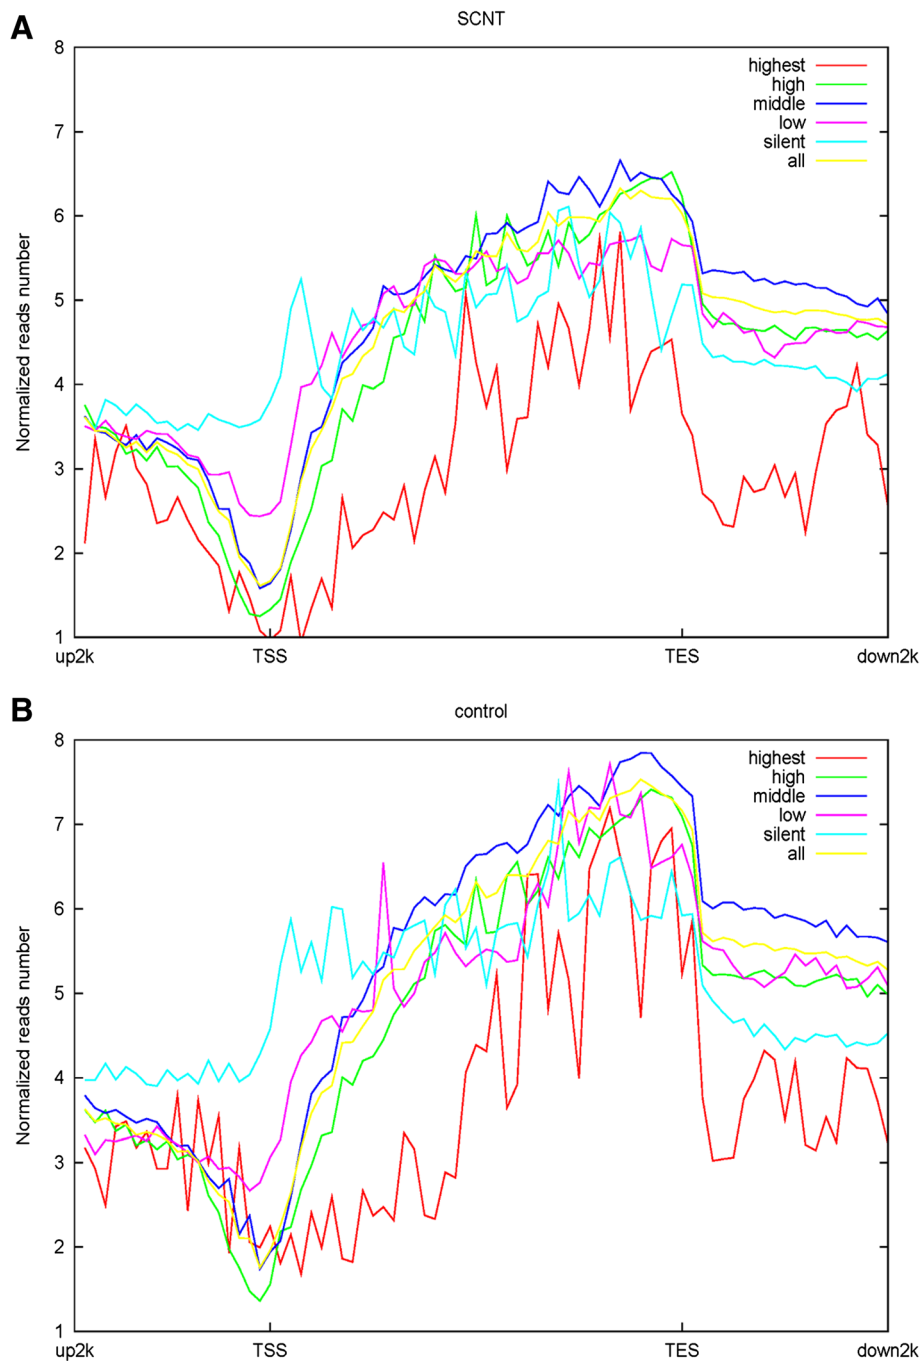 A
SCNT
8
7
6
5
4
3
2
1
Normalized reads number
highest
high
middle
low
silent
all
up2k TSS TES down2k
B
control
8
7
6
5
4
3
2
1
Normalized reads number
highest
high
middle
low
silent
all
up2k TSS TES down2k